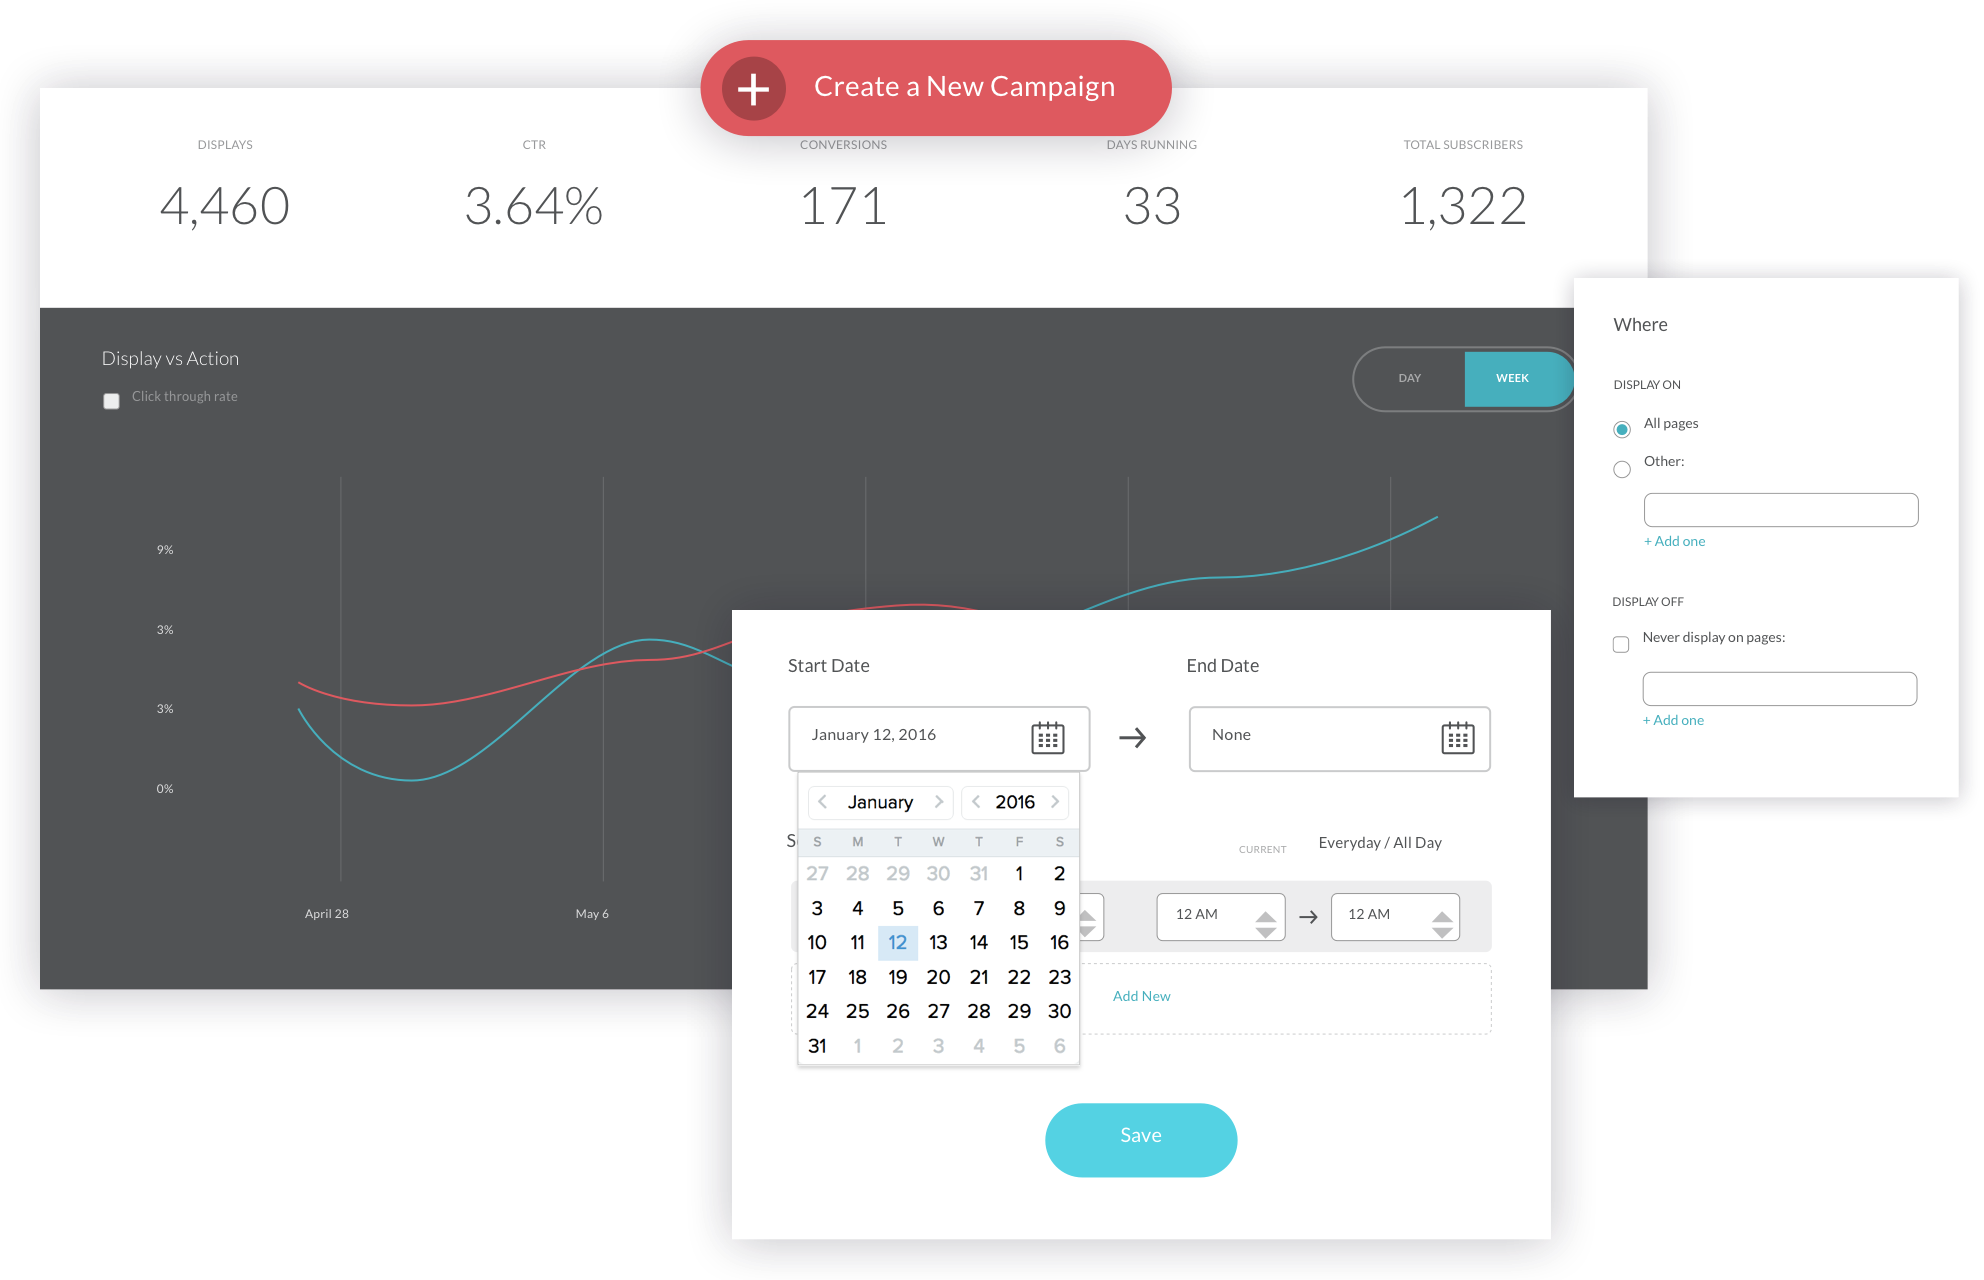 Create a New Campaign
DISPLAYS
CTR
CONVERSIONS
DAYS RUNNING
TOTAL SUBSCRIBERS
4,460
3.64%
171
33
1,322
Display vs Action
Click through rate
DAY
WEEK
9%
3%
3%
0%
April 28
May 6
Where
DISPLAY ON
All pages
Other:
+ Add one
DISPLAY OFF
Never display on pages:
+ Add one
Start Date
End Date
January 12, 2016
None
January
2016
S M T W T F S
27 28 29 30 31 1 2
3 4 5 6 7 8 9
10 11 12 13 14 15 16
17 18 19 20 21 22 23
24 25 26 27 28 29 30
31 1 2 3 4 5 6
CURRENT
Everyday / All Day
12 AM
12 AM
Add New
Save